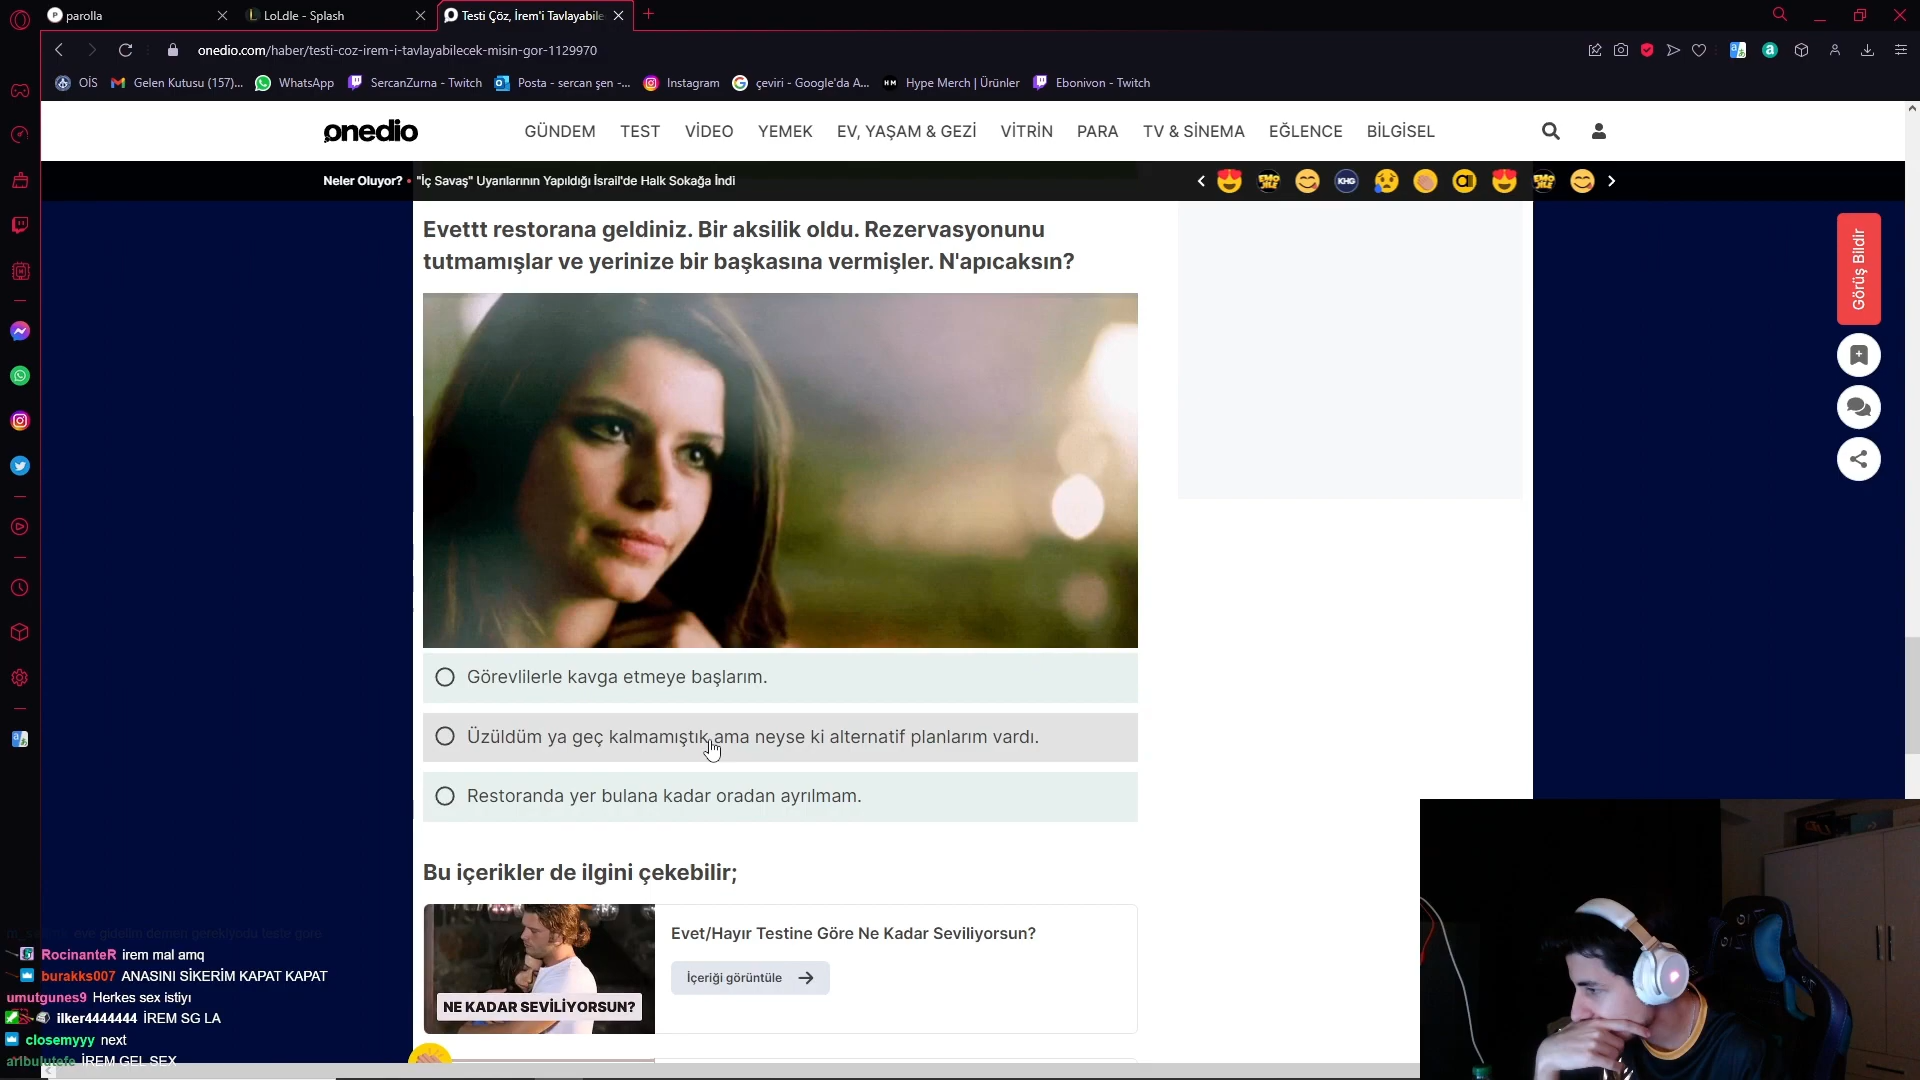 parolla
LoLdle - Splash
Testi Çöz, İrem'i Tavlayabile
onedio.com/haber/testi-coz-irem-i-tavlayabilecek-misin-gor-1129970
OİS
Gelen Kutusu (157)...
WhatsApp
SercanZurna - Twitch
Posta - sercan şen -...
Instagram
çeviri - Google'da A...
Hype Merch | Ürünler
Ebonivon - Twitch
onedio
GÜNDEM TEST VİDEO YEMEK EV, YAŞAM & GEZİ VİTRİN PARA TV & SİNEMA EĞLENCE BİLGİSEL
Neler Oluyor? • "İç Savaş" Uyarılarının Yapıldığı İsrail'de Halk Sokağa İndi
Evettt restorana geldiniz. Bir aksilik oldu. Rezervasyonunu
tutmamışlar ve yerinize bir başkasına vermişler. N'apıcaksın?
Görüş Bildir
Görevlilerle kavga etmeye başlarım.
Üzüldüm ya geç kalmamıştık ama neyse ki alternatif planlarım vardı.
Restoranda yer bulana kadar oradan ayrılmam.
Bu içerikler de ilgini çekebilir;
NE KADAR SEVİLİYORSUN?
Evet/Hayır Testine Göre Ne Kadar Seviliyorsun?
İçeriği görüntüle
RocinanteR irem mal amq
burakks007 ANASINI SİKERİM KAPAT KAPAT
umutgunes9 Herkes sex istiyı
ilker4444444 İREM SG LA
closemyyy next
İREM GEL SEX